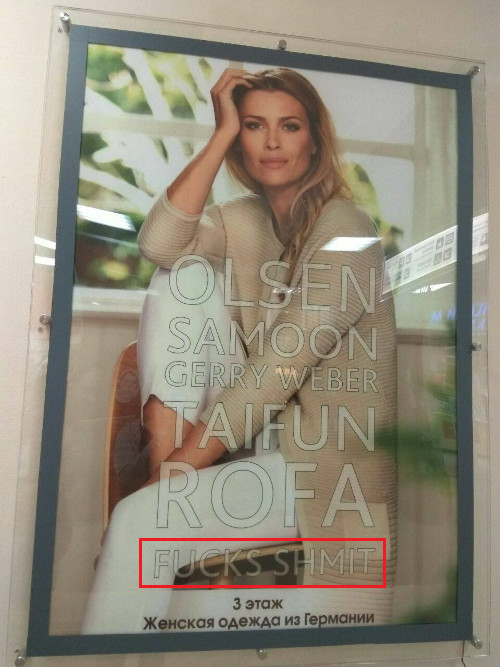 OLSEN
SAMOON
GERRY WEBER
TAIFUN
ROFA
FUCKS SHMIT
3 этаж
Женская одежда из Германии